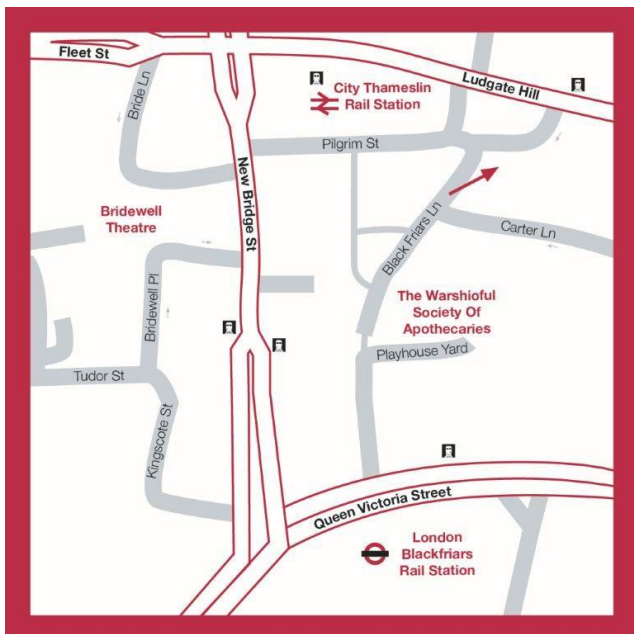 Fleet St
Bride Ln
City Thameslin
Rail Station
Ludgate Hill
Pilgrim St
New Bridge St
Bridewell
Theatre
Black Friars Ln
Carter Ln
Bridewell Pl
The Warshioful
Society Of
Apothecaries
Playhouse Yard
Tudor St
Kingscote St
Queen Victoria Street
London
Blackfriars
Rail Station